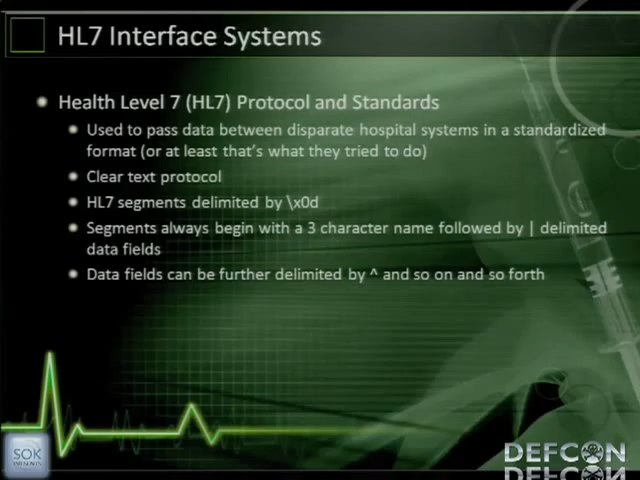 HL7 Interface Systems
Health Level 7 (HL7) Protocol and Standards
Used to pass data between disparate hospital systems in a standardized
format (or at least that's what they tried to do)
Clear text protocol
HL7 segments delimited by \x0d
Segments always begin with a 3 character name followed by | delimited
data fields
Data fields can be further delimited by ^ and so on and so forth
SOK
DEFCON